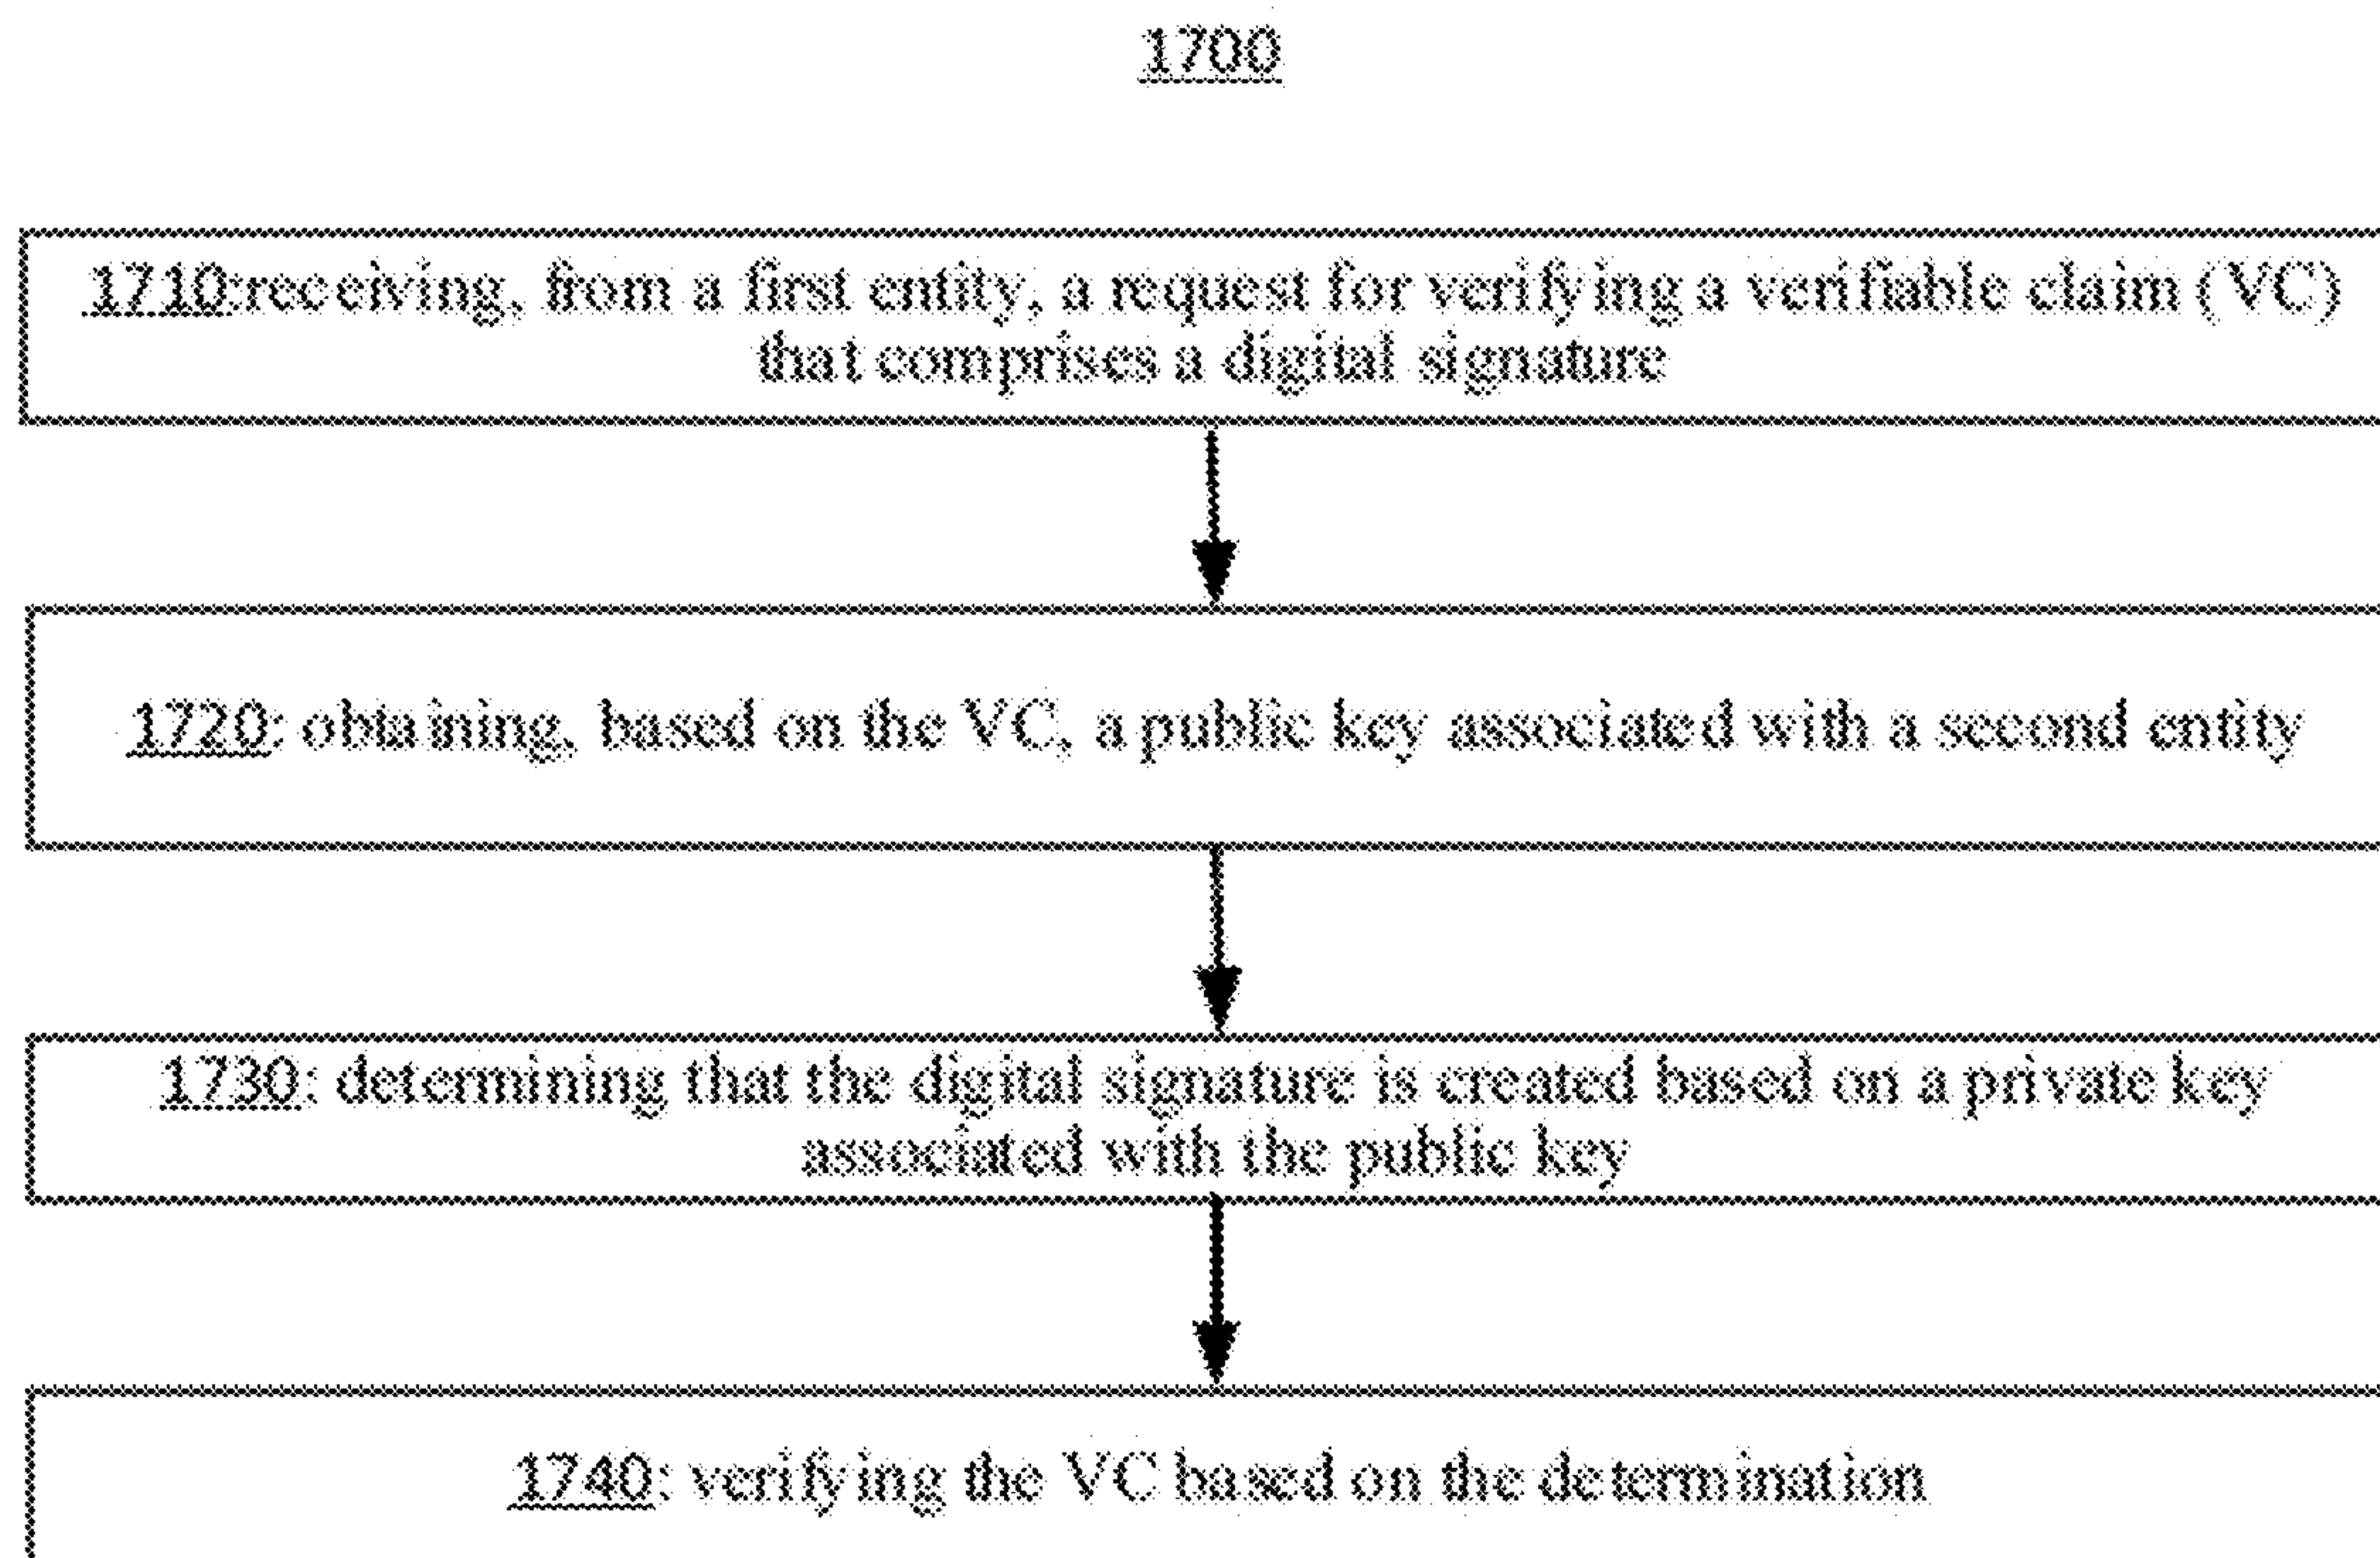 1700
1710:receiving, from a first entity, a request for verifying a verifiable claim (VC)
that comprises a digital signature
1720: obtaining, based on the VC, a public key associated with a second entity
1730: determining that the digital signature is created based on a private key
associated with the public key
1740: verifying the VC based on the determination